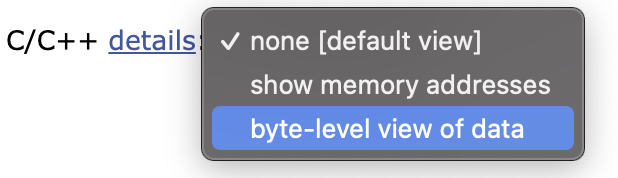 C/C++ details:
✓ none [default view]
show memory addresses
byte-level view of data